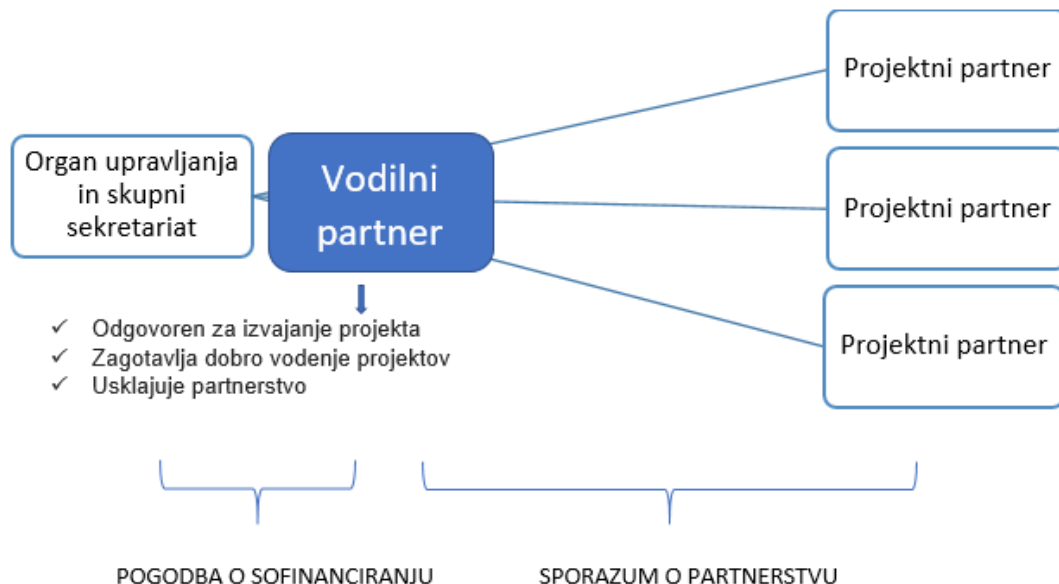 Organ upravljanja
in skupni
sekretariat
Vodilni
partner
Projektni partner
Projektni partner
Projektni partner
✓ Odgovoren za izvajanje projekta
✓ Zagotavlja dobro vodenje projektov
✓ Usklajuje partnerstvo
POGODBA O SOFINANCIRANJU
SPORAZUM O PARTNERSTVU